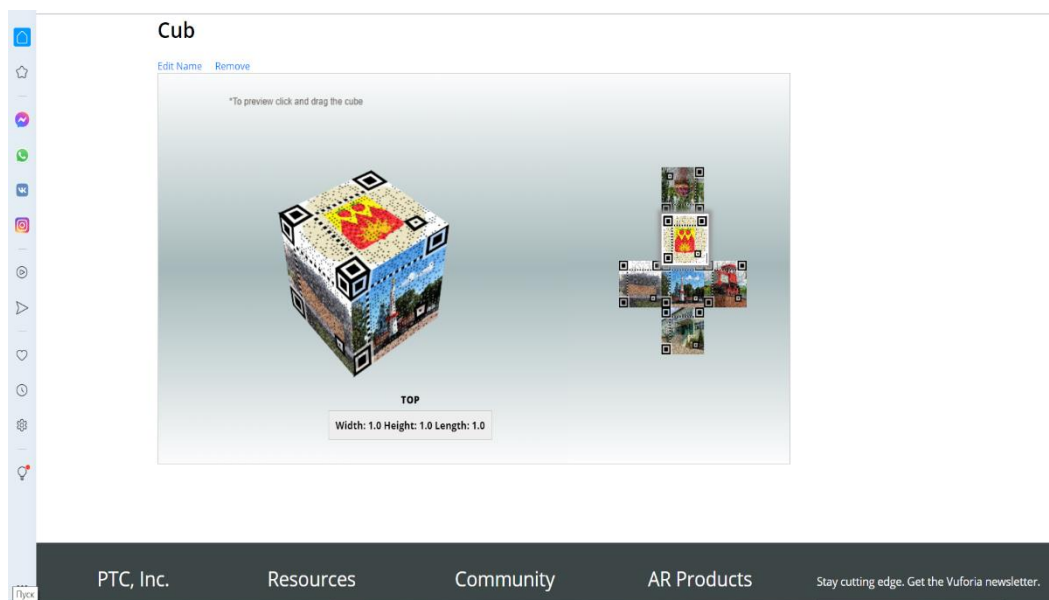 Cub
Edit Name Remove
*To preview click and drag the cube
TOP
Width: 1.0 Height: 1.0 Length: 1.0
PTC, Inc. Resources Community AR Products Stay cutting edge. Get the Vuforia newsletter.
Пуск